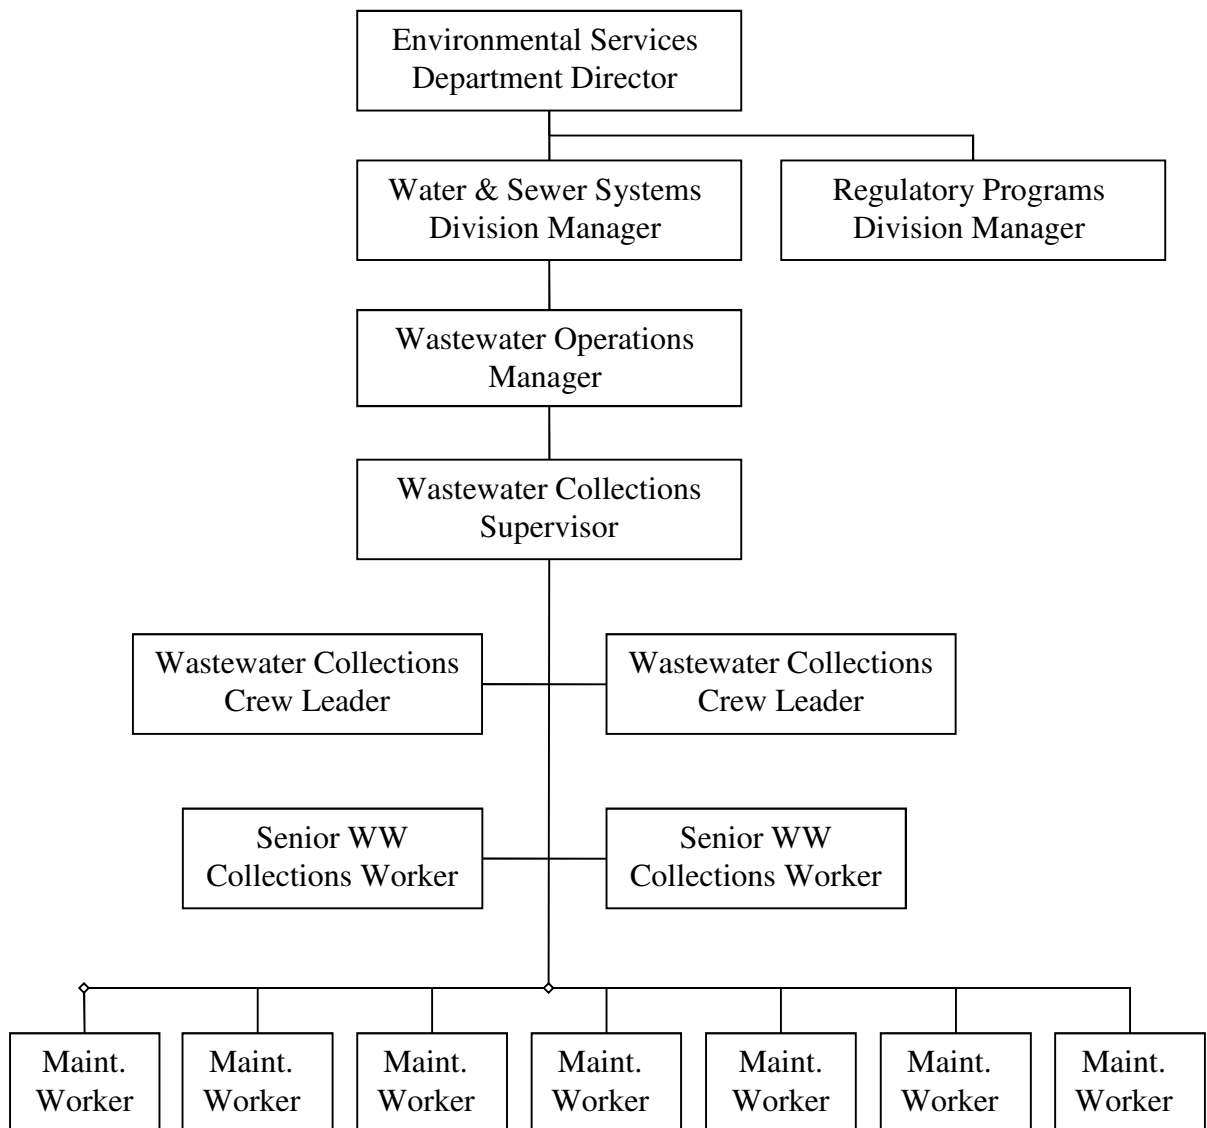 Environmental Services
Department Director
Water & Sewer Systems
Division Manager
Regulatory Programs
Division Manager
Wastewater Operations
Manager
Wastewater Collections
Supervisor
Wastewater Collections
Crew Leader
Wastewater Collections
Crew Leader
Senior WW
Collections Worker
Senior WW
Collections Worker
Maint.
Worker
Maint.
Worker
Maint.
Worker
Maint.
Worker
Maint.
Worker
Maint.
Worker
Maint.
Worker